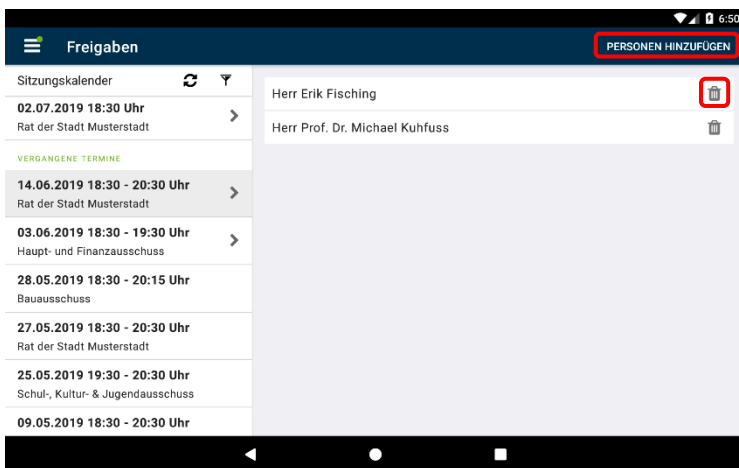 6:50
Freigaben
PERSONEN HINZUFÜGEN
Sitzungskalender
02.07.2019 18:30 Uhr
Rat der Stadt Musterstadt
VERGANGENE TERMINE
14.06.2019 18:30 - 20:30 Uhr
Rat der Stadt Musterstadt
03.06.2019 18:30 - 19:30 Uhr
Haupt- und Finanzausschuss
28.05.2019 18:30 - 20:15 Uhr
Bauausschuss
27.05.2019 18:30 - 20:30 Uhr
Rat der Stadt Musterstadt
25.05.2019 19:30 - 20:30 Uhr
Schul-, Kultur- & Jugendausschuss
09.05.2019 18:30 - 20:30 Uhr
Herr Erik Fisching
Herr Prof. Dr. Michael Kuhfuss